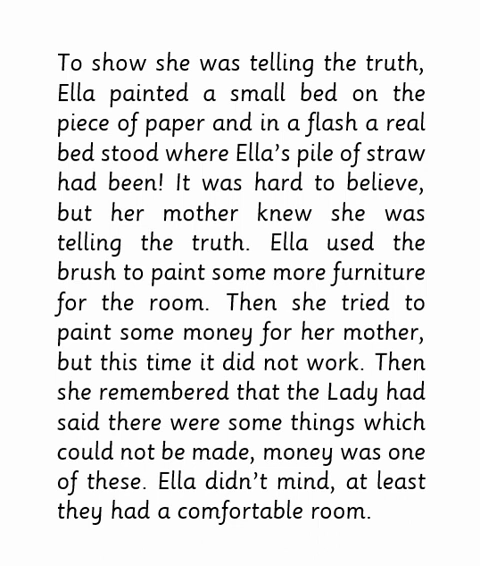 To show she was telling the truth,
Ella painted a small bed on the
piece of paper and in a flash a real
bed stood where Ella’s pile of straw
had been! It was hard to believe,
but her mother knew she was
telling the truth. Ella used the
brush to paint some more furniture
for the room. Then she tried to
paint some money for her mother,
but this time it did not work. Then
she remembered that the Lady had
said there were some things which
could not be made, money was one
of these. Ella didn’t mind, at least
they had a comfortable room.